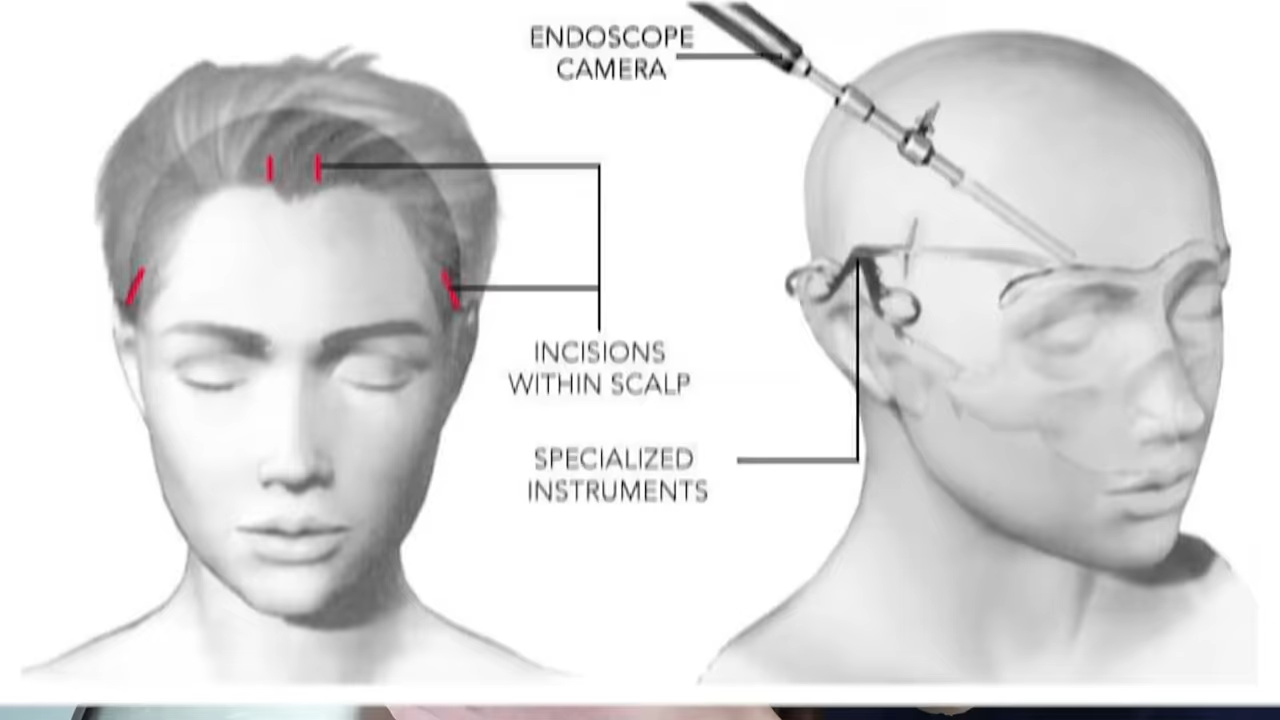 ENDOSCOPE
CAMERA
INCISIONS
WITHIN SCALP
SPECIALIZED
INSTRUMENTS